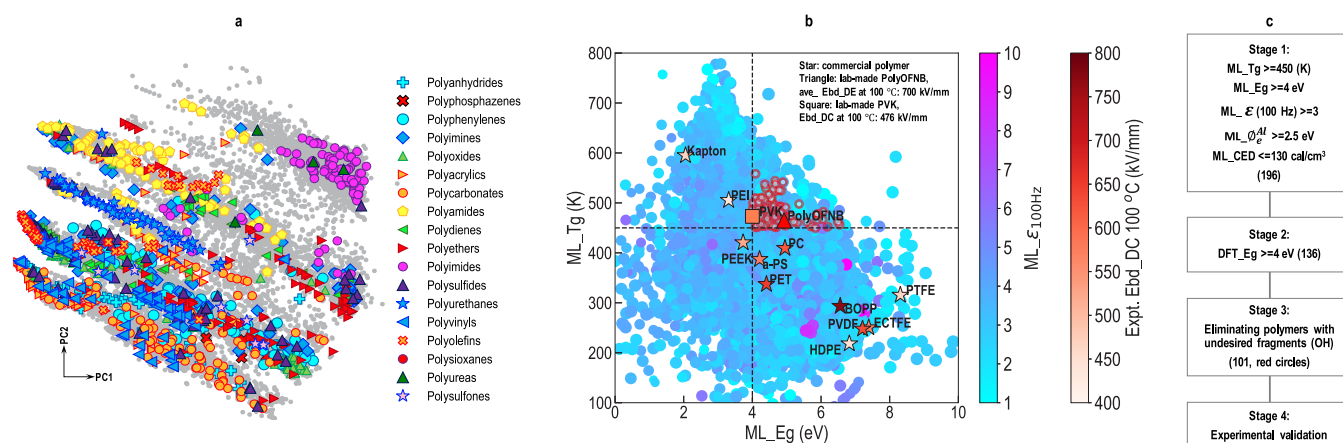 a
Polyanhydrides
Polyphosphazenes
Polyphenylenes
Polyimines
Polyoxides
Polyacrylics
Polycarbonates
Polyamides
Polydienes
Polyethers
Polyimides
Polysulfides
Polyurethanes
Polyvinyls
Polyolefins
Polysioxanes
Polyureas
Polysulfones
PC2
PC1
b
800
700
600
500
400
300
200
100
ML_Tg (K)
0
2
4
6
8
10
ML_Eg (eV)
Star: commercial polymer
Triangle: lab-made PolyOFNB,
ave_ Ebd_DE at 100 °C: 700 kV/mm
Square: lab-made PVK,
Ebd_DC at 100 °C: 476 kV/mm
Kapton
PEI
PVK
PolyOFNB
PEEK
PC
a-PS
PET
PTFE
BOPP
PVDF
ECTFE
HDPE
10
9
8
7
6
5
4
3
2
1
ML_ε100Hz
800
750
700
650
600
550
500
450
400
Expt. Ebd_DC 100 °C (kV/mm)
c
Stage 1:
ML_Tg >=450 (K)
ML_Eg >=4 eV
ML_ ℰ (100 Hz) >=3
ML_Ø_e^AI >=2.5 eV
ML_CED <=130 cal/cm³
(196)
Stage 2:
DFT_Eg >=4 eV (136)
Stage 3:
Eliminating polymers with
undesired fragments (OH)
(101, red circles)
Stage 4:
Experimental validation